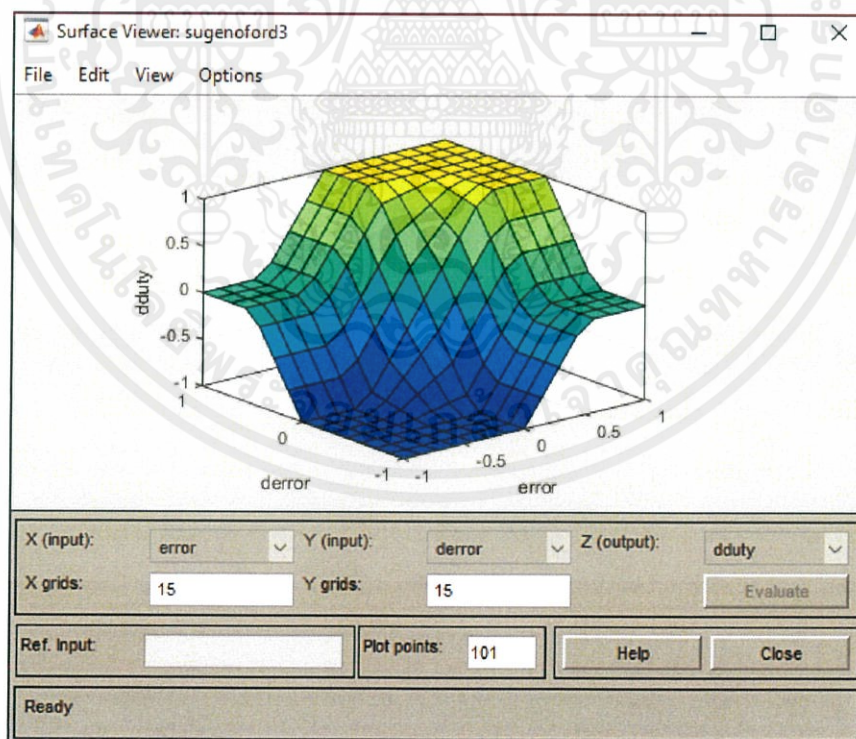 Surface Viewer: sugenoford3
File Edit View Options
1
0.5
0
-0.5
-1
dduty
1
0
-1
derror
-1
-0.5
0
0.5
1
error
X (input): error Y (input): derror Z (output): dduty
X grids: 15 Y grids: 15 Evaluate
Ref. Input: Plot points: 101 Help Close
Ready